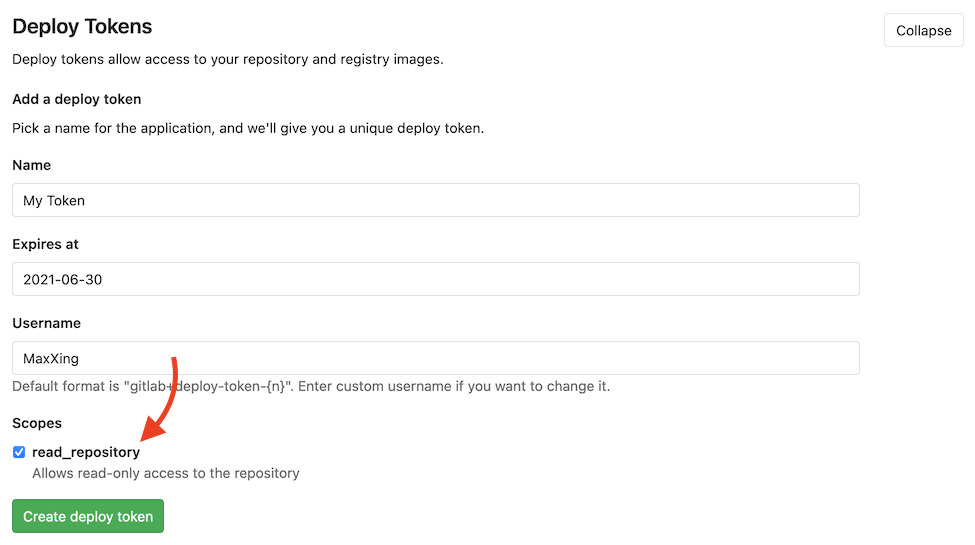 Deploy Tokens
Collapse
Deploy tokens allow access to your repository and registry images.
Add a deploy token
Pick a name for the application, and we'll give you a unique deploy token.
Name
My Token
Expires at
2021-06-30
Username
MaxXing
Default format is "gitlab+deploy-token-{n}". Enter custom username if you want to change it.
Scopes
read_repository
Allows read-only access to the repository
Create deploy token